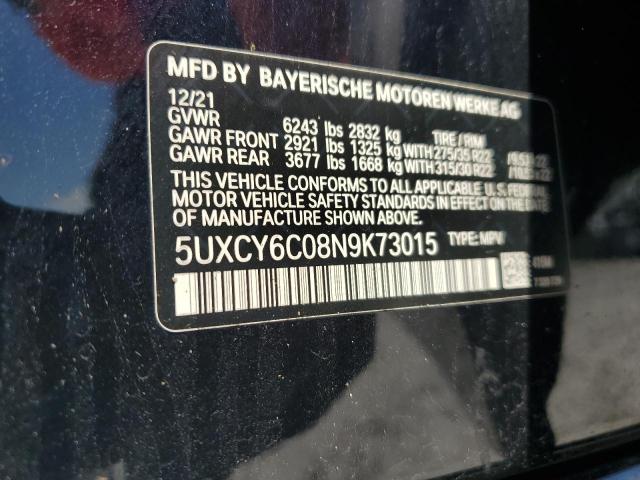 MFD BY BAYERISCHE MOTOREN WERKE AG
12/21
GVWR 6243 lbs 2832 kg TIRE / RIM
GAWR FRONT 2921 lbs 1325 kg WITH 275/35 R22
GAWR REAR 3677 lbs 1668 kg WITH 315/30 R22
THIS VEHICLE CONFORMS TO ALL APPLICABLE U. S. FEDERAL
MOTOR VEHICLE SAFETY STANDARDS IN EFFECT ON THE DATE
OF MANUFACTURE SHOWN ABOVE.
5UXCY6C08N9K73015 TYPE: MPV